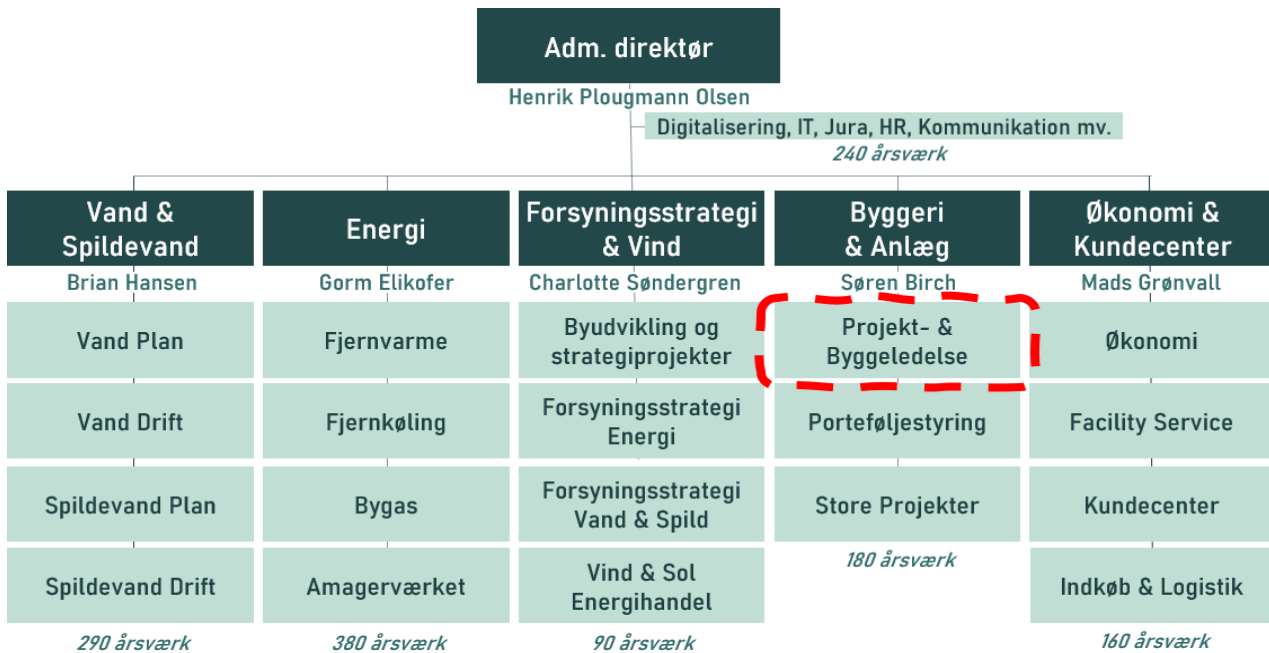 Adm. direktør
Henrik Plougmann Olsen
Digitalisering, IT, Jura, HR, Kommunikation mv.
240 årsværk
Vand &
Spildevand
Brian Hansen
Vand Plan
Vand Drift
Spildevand Plan
Spildevand Drift
290 årsværk
Energi
Gorm Elikofer
Fjernvarme
Fjernkøling
Bygas
Amagerværket
380 årsværk
Forsyningsstrategi
& Vind
Charlotte Søndergren
Byudvikling og
strategiprojekter
Forsyningsstrategi
Energi
Forsyningsstrategi
Vand & Spild
Vind & Sol
Energihandel
90 årsværk
Byggeri
& Anlæg
Søren Birch
Projekt- &
Byggeledelse
Porteføljestyring
Store Projekter
180 årsværk
Økonomi &
Kundecenter
Mads Grønvall
Økonomi
Facility Service
Kundecenter
Indkøb & Logistik
160 årsværk